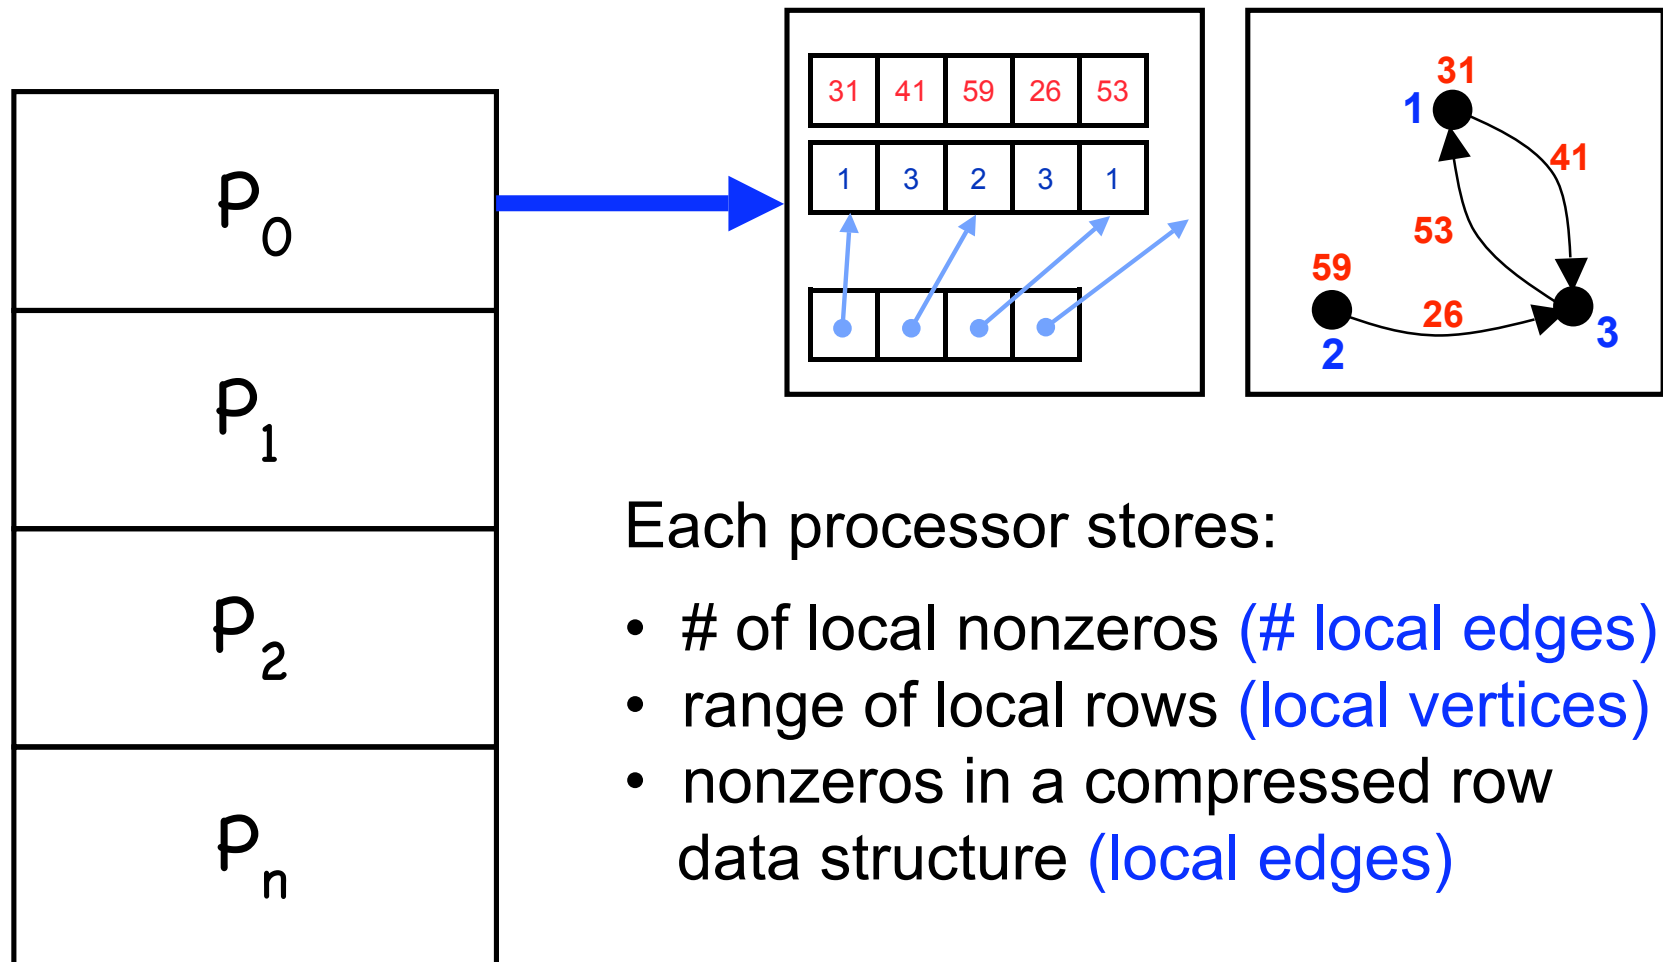 P0
P1
P2
Pn
31 41 59 26 53
1 3 2 3 1
31
1
41
53
59
26
2
3
Each processor stores:
• # of local nonzeros (# local edges)
• range of local rows (local vertices)
• nonzeros in a compressed row
data structure (local edges)